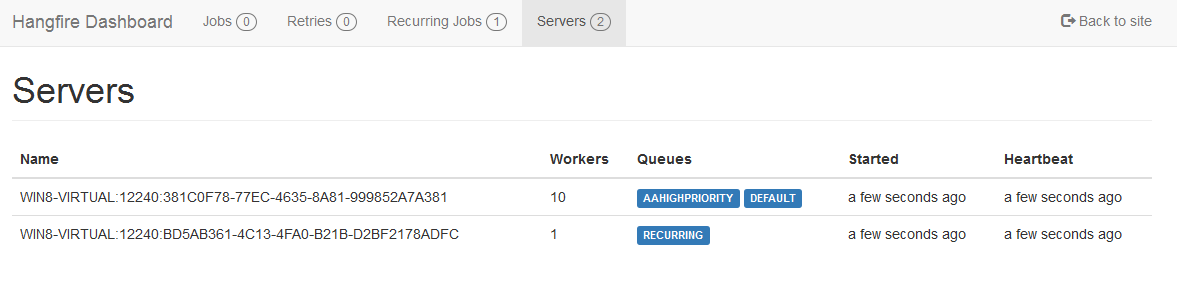 Hangfire Dashboard Jobs 0 Retries 0 Recurring Jobs 1 Servers 2 Back to site
Servers
Name Workers Queues Started Heartbeat
WIN8-VIRTUAL:12240:381C0F78-77EC-4635-8A81-999852A7A381 10 AAHIGHPRIORITY DEFAULT a few seconds ago a few seconds ago
WIN8-VIRTUAL:12240:BD5AB361-4C13-4FA0-B21B-D2BF2178ADFC 1 RECURRING a few seconds ago a few seconds ago